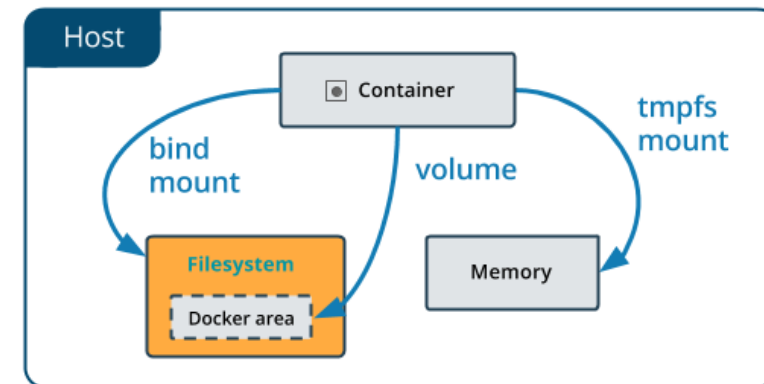 Host
Container
bind
mount
volume
tmpfs
mount
Filesystem
Docker area
Memory